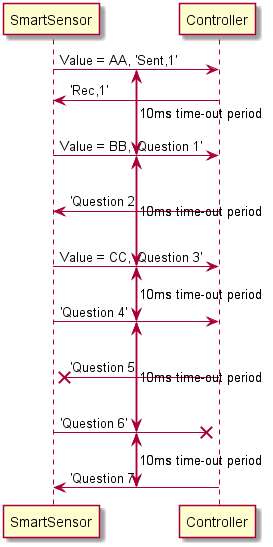 SmartSensor Controller
Value = AA, 'Sent,1'
'Rec,1'
10ms time-out period
Value = BB, 'Question 1'
'Question 2
10ms time-out period
Value = CC, 'Question 3'
10ms time-out period
'Question 4'
'Question 5
10ms time-out period
'Question 6'
10ms time-out period
'Question 7
SmartSensor Controller